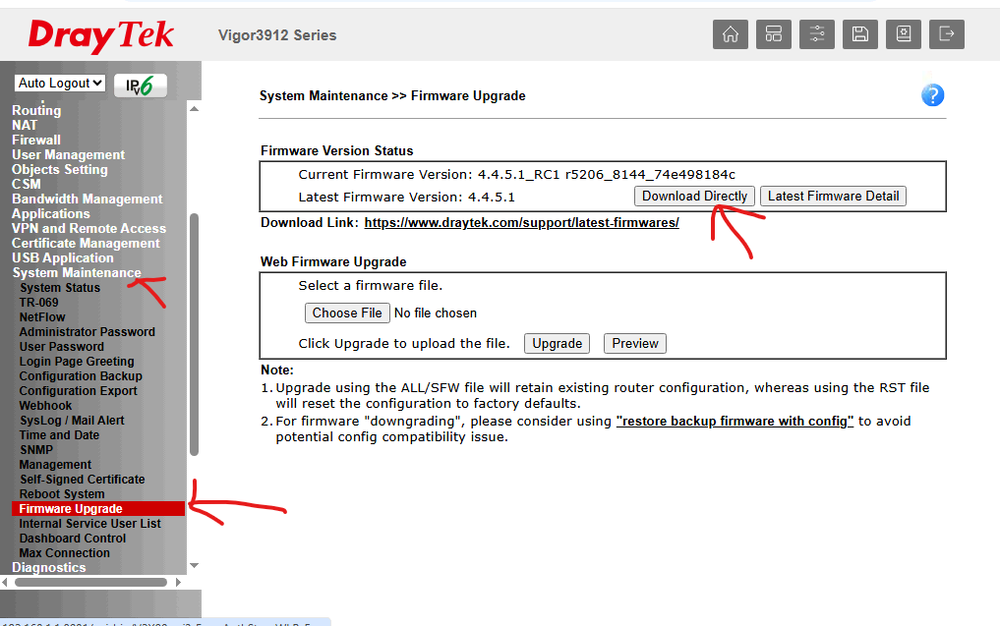 DrayTek
Vigor3912 Series
Auto Logout
IPv6
Routing
NAT
Firewall
User Management
Objects Setting
CSM
Bandwidth Management
Applications
VPN and Remote Access
Certificate Management
USB Application
System Maintenance
System Status
TR-069
NetFlow
Administrator Password
User Password
Login Page Greeting
Configuration Backup
Configuration Export
Webhook
SysLog / Mail Alert
Time and Date
SNMP
Management
Self-Signed Certificate
Reboot System
Firmware Upgrade
Internal Service User List
Dashboard Control
Max Connection
Diagnostics
System Maintenance >> Firmware Upgrade
?
Firmware Version Status
Current Firmware Version: 4.4.5.1_RC1 r5206_8144_74e498184c
Latest Firmware Version: 4.4.5.1 Download Directly Latest Firmware Detail
Download Link: https://www.draytek.com/support/latest-firmwares/
Web Firmware Upgrade
Select a firmware file.
Choose File No file chosen
Click Upgrade to upload the file. Upgrade Preview
Note:
1. Upgrade using the ALL/SFW file will retain existing router configuration, whereas using the RST file
will reset the configuration to factory defaults.
2. For firmware "downgrading", please consider using "restore backup firmware with config" to avoid
potential config compatibility issue.